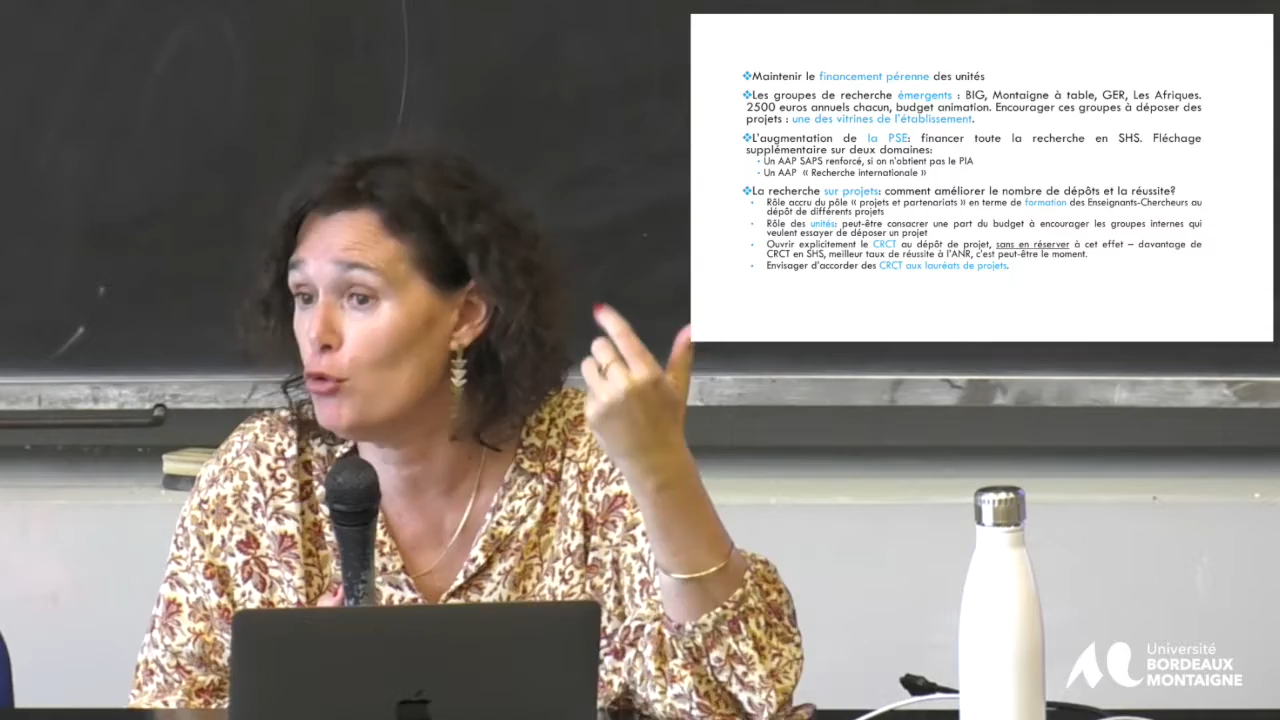 ❖Maintenir le financement pérenne des unités
❖Les groupes de recherche émergents : BIG, Montaigne à table, GER, Les Afriques.
2500 euros annuels chacun, budget animation. Encourager ces groupes à déposer des
projets : une des vitrines de l'établissement.
❖L'augmentation de la PSE: financer toute la recherche en SHS. Fléchage
supplémentaire sur deux domaines:
- Un AAP SAPS renforcé, si on n'obtient pas le PIA
- Un AAP « Recherche internationale »
❖La recherche sur projets: comment améliorer le nombre de dépôts et la réussite?
• Rôle accru du pôle « projets et partenariats » en terme de formation des Enseignants-Chercheurs au
dépôt de différents projets
• Rôle des unités: peut-être consacrer une part du budget à encourager les groupes internes qui
veulent essayer de déposer un projet
• Ouvrir explicitement le CRCT au dépôt de projet, sans en réserver à cet effet – davantage de
CRCT en SHS, meilleur taux de réussite à l'ANR, c'est peut-être le moment.
• Envisager d'accorder des CRCT aux lauréats de projets.
Université
BORDEAUX
MONTAIGNE